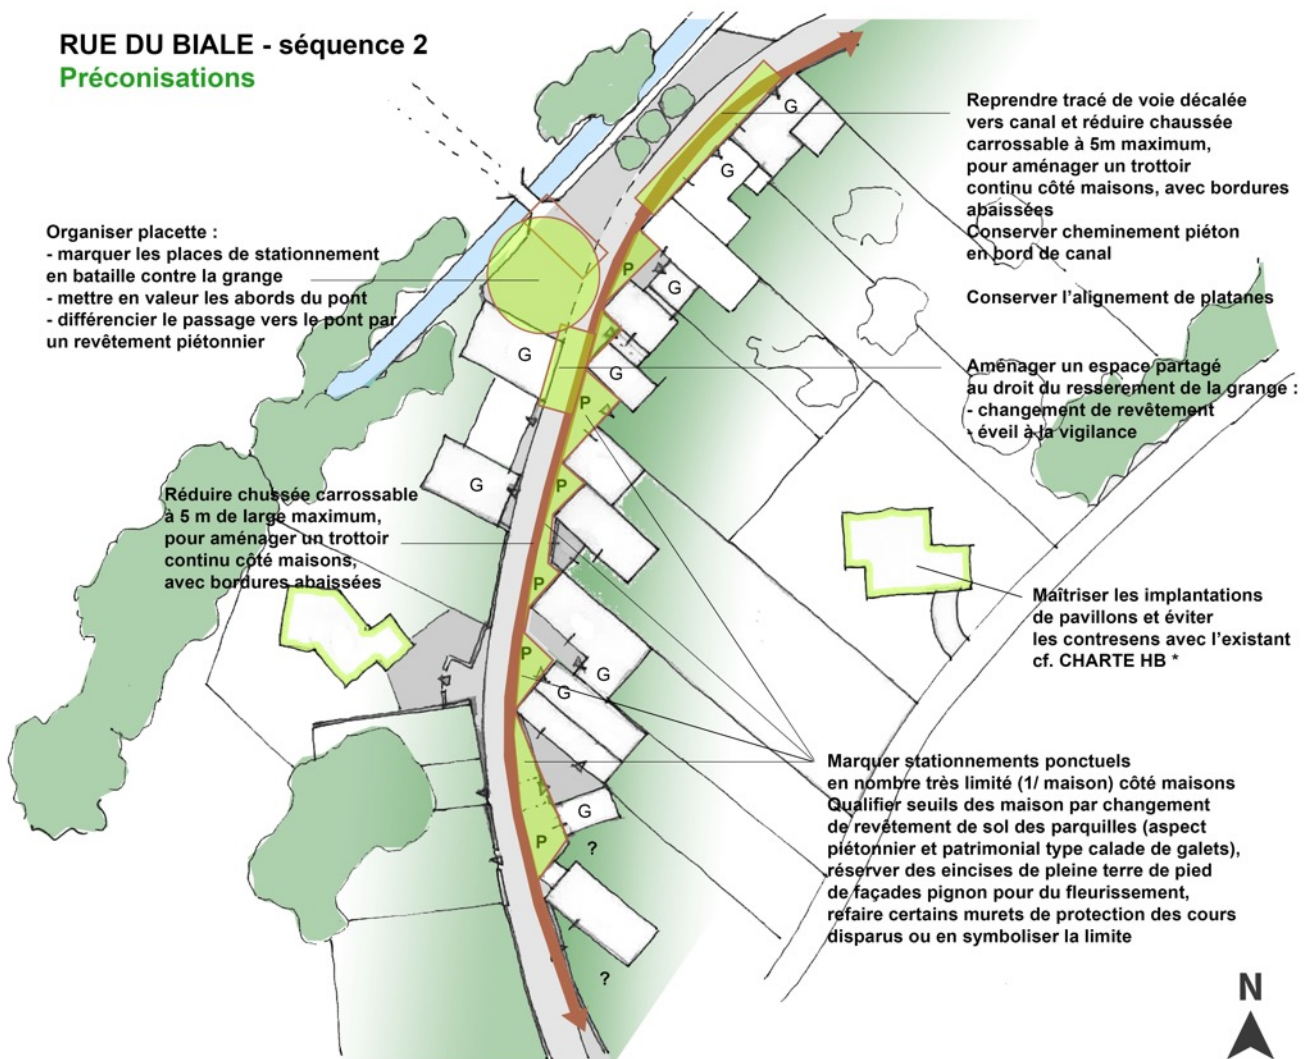 RUE DU BIALE - séquence 2
Préconisations
Reprendre tracé de voie décalée
vers canal et réduire chaussée
carrossable à 5m maximum,
pour aménager un trottoir
continu côté maisons, avec bordures
abaissées
Conserver cheminement piéton
en bord de canal
Conserver l'alignement de platanes
Organiser placette :
- marquer les places de stationnement
en bataille contre la grange
- mettre en valeur les abords du pont
- différencier le passage vers le pont par
un revêtement piétonnier
Aménager un espace partagé
au droit du resserement de la grange :
- changement de revêtement
- éveil à la vigilance
Réduire chussée carrossable
à 5 m de large maximum,
pour aménager un trottoir
continu côté maisons,
avec bordures abaissées
Maîtriser les implantations
de pavillons et éviter
les contresens avec l'existant
cf. CHARTE HB *
Marquer stationnements ponctuels
en nombre très limité (1/ maison) côté maisons
Qualifier seuils des maison par changement
de revêtement de sol des parquilles (aspect
piétonnier et patrimonial type calade de galets),
réserver des eincises de pleine terre de pied
de façades pignon pour du fleurissement,
refaire certains murets de protection des cours
disparus ou en symboliser la limite
G
G
P
G
G
G
P
G
P
P
P
G
G
G
P
?
?
N